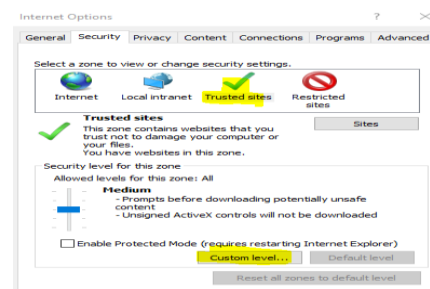 Internet Options ? ×
General Security Privacy Content Connections Programs Advanced
Select a zone to view or change security settings.
Internet Local intranet Trusted sites Restricted sites
Trusted sites
Sites
This zone contains websites that you
trust not to damage your computer or
your files.
You have websites in this zone.
Security level for this zone
Allowed levels for this zone: All
Medium
- Prompts before downloading potentially unsafe
content
- Unsigned ActiveX controls will not be downloaded
Enable Protected Mode (requires restarting Internet Explorer)
Custom level... Default level
Reset all zones to default level